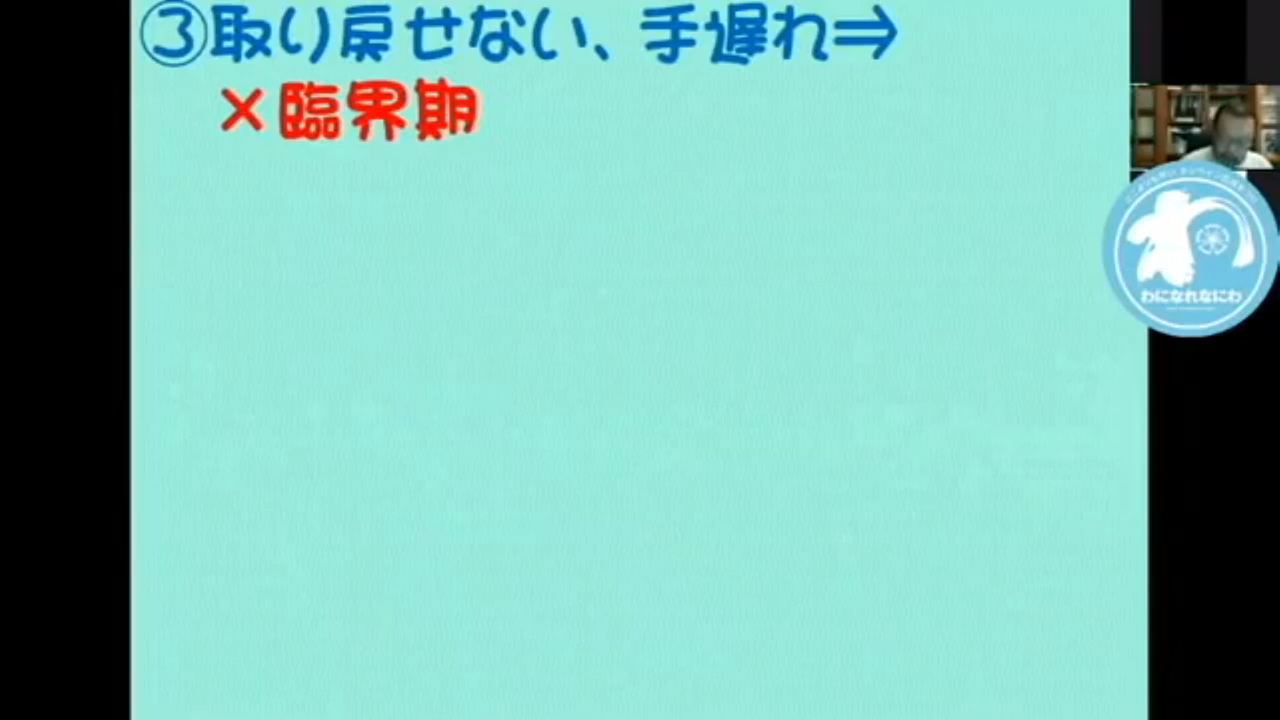 ③取り戻せない、手遅れ⇒
×臨界期
わになれなにわ